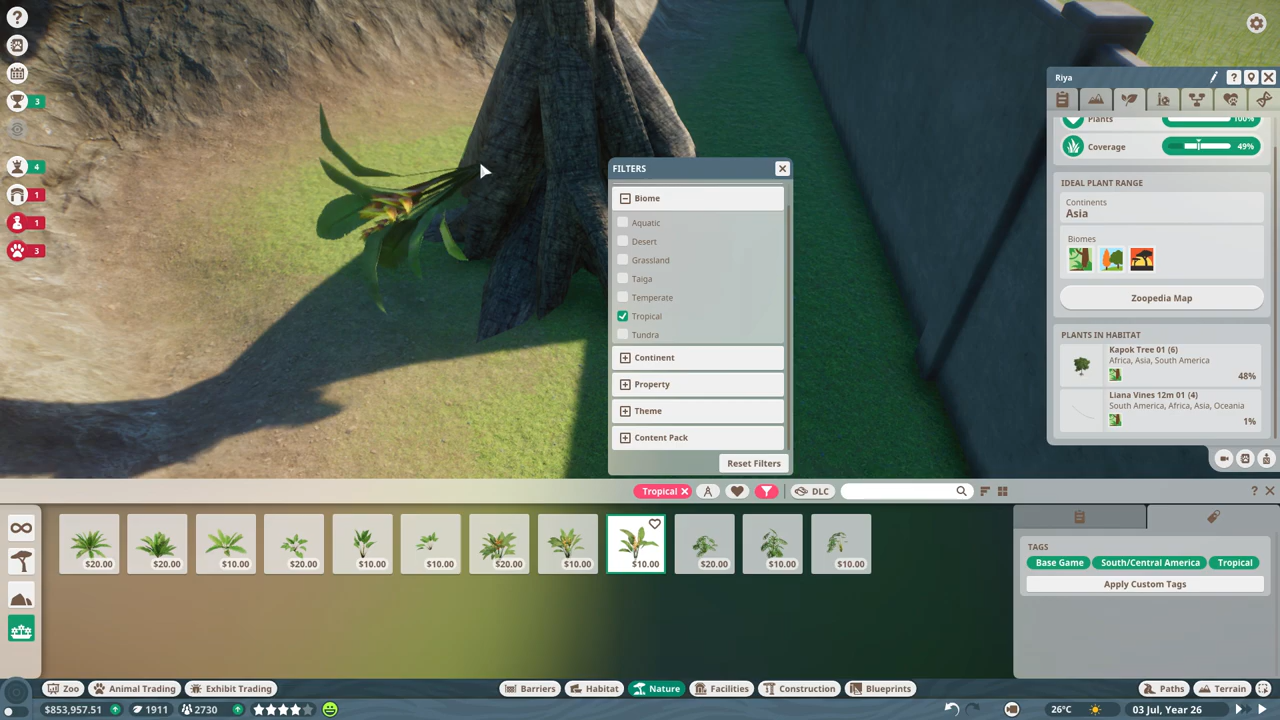 3
4
1
1
3
FILTERS
Biome
Aquatic
Desert
Grassland
Taiga
Temperate
Tropical
Tundra
Continent
Property
Theme
Content Pack
Reset Filters
Riya
?
Plants 100%
Coverage 49%
IDEAL PLANT RANGE
Continents
Asia
Biomes
Zoopedia Map
PLANTS IN HABITAT
Kapok Tree 01 (6)
Africa, Asia, South America
48%
Liana Vines 12m 01 (4)
South America, Africa, Asia, Oceania
1%
Tropical
DLC
?
$20.00 $20.00 $10.00 $20.00 $10.00 $10.00 $20.00 $10.00 $10.00 $20.00 $10.00 $10.00
TAGS
Base Game South/Central America Tropical
Apply Custom Tags
Zoo Animal Trading Exhibit Trading Barriers Habitat Nature Facilities Construction Blueprints Paths Terrain
$853,957.51 1911 2730 26°C 03 Jul, Year 26